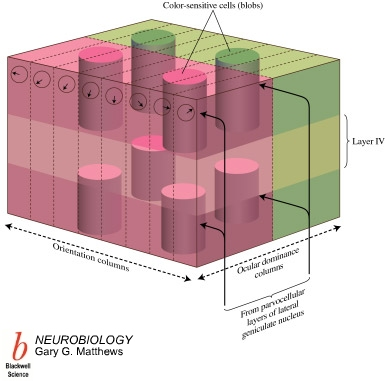 Color-sensitive cells (blobs)
Layer IV
Orientation columns
Ocular dominance
columns
From parvocellular
layers of lateral
geniculate nucleus
b
Blackwell
Science
NEUROBIOLOGY
Gary G. Matthews